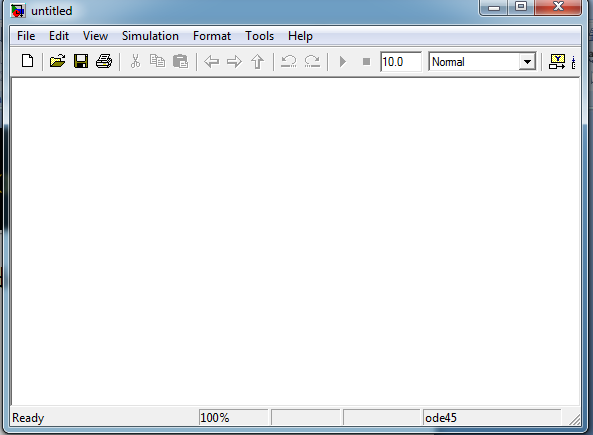 untitled
File Edit View Simulation Format Tools Help
10.0 Normal
Ready 100% ode45